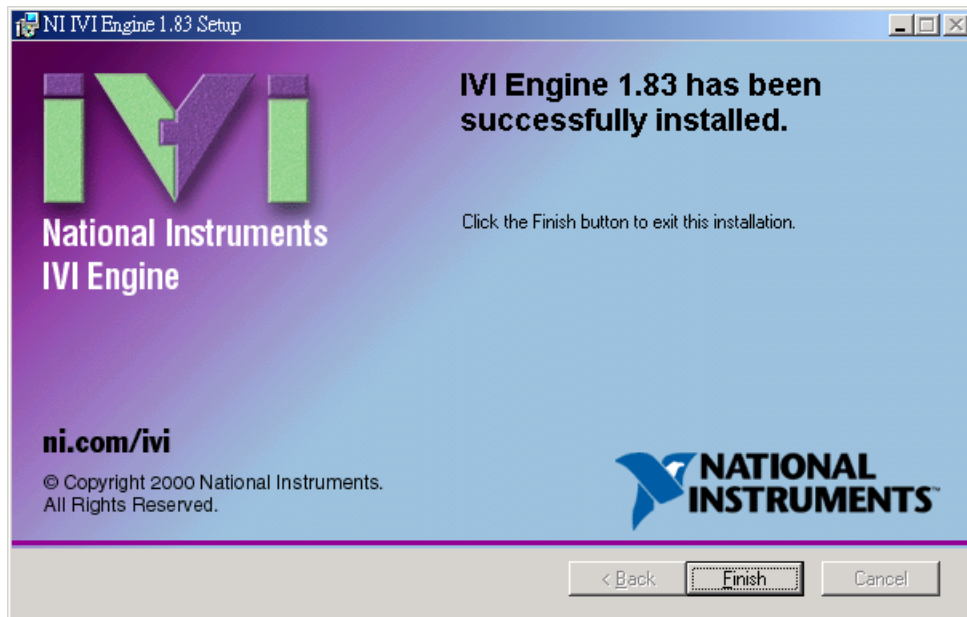 NI IVI Engine 1.83 Setup
IVI
National Instruments
IVI Engine
IVI Engine 1.83 has been
successfully installed.
Click the Finish button to exit this installation.
ni.com/ivi
© Copyright 2000 National Instruments.
All Rights Reserved.
NATIONAL
INSTRUMENTS™
< Back
Finish
Cancel